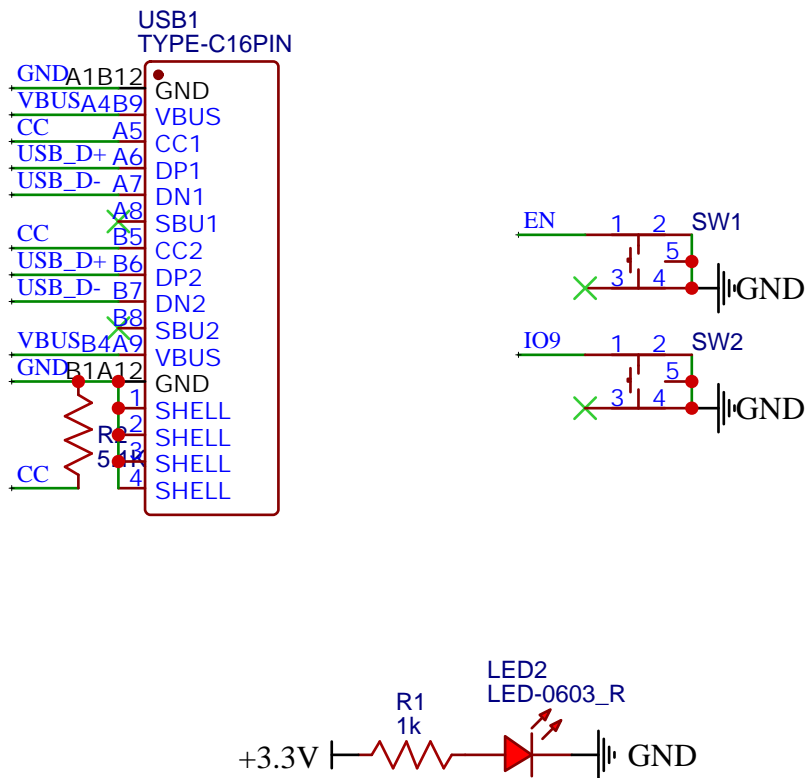 USB1
TYPE-C16PIN
GND A1B12 GND
VBUS A4B9 VBUS
CC A5 CC1
USB_D+ A6 DP1
USB_D- A7 DN1
A8 SBU1
CC B5 CC2
USB_D+ B6 DP2
USB_D- B7 DN2
B8 SBU2
VBUS B4A9 VBUS
GND B1A12 GND
1 SHELL
2 SHELL
3 SHELL
4 SHELL
R2
5.1K
CC
EN 1 2 SW1
5
3 4 GND
IO9 1 2 SW2
5
3 4 GND
LED2
LED-0603_R
R1
1k
+3.3V GND